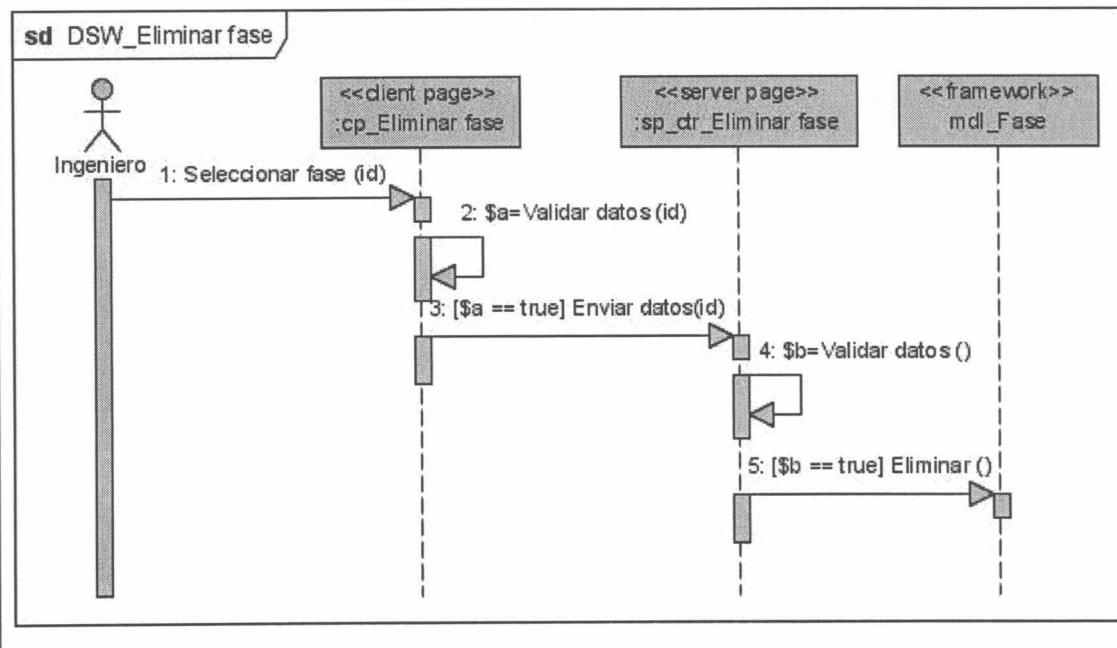 sd DSW_Eliminar fase
<<client page>>
:cp_Eliminar fase
<<server page>>
:sp_ctr_Eliminar fase
<<framework>>
mdl_Fase
Ingeniero
1: Seleccionar fase (id)
2: $a=Validar datos (id)
3: [$a == true] Enviar datos(id)
4: $b=Validar datos ()
5: [$b == true] Eliminar ()